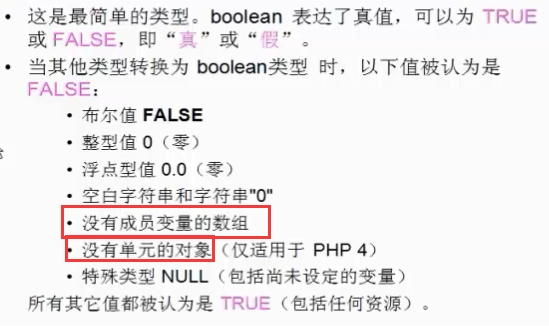 • 这是最简单的类型。boolean 表达了真值，可以为 TRUE
或 FALSE，即“真”或“假”。
• 当其他类型转换为 boolean类型 时，以下值被认为是
FALSE：
• 布尔值 FALSE
• 整型值 0（零）
• 浮点型值 0.0（零）
• 空白字符串和字符串"0"
• 没有成员变量的数组
• 没有单元的对象（仅适用于 PHP 4）
• 特殊类型 NULL（包括尚未设定的变量）
所有其它值都被认为是 TRUE（包括任何资源）。